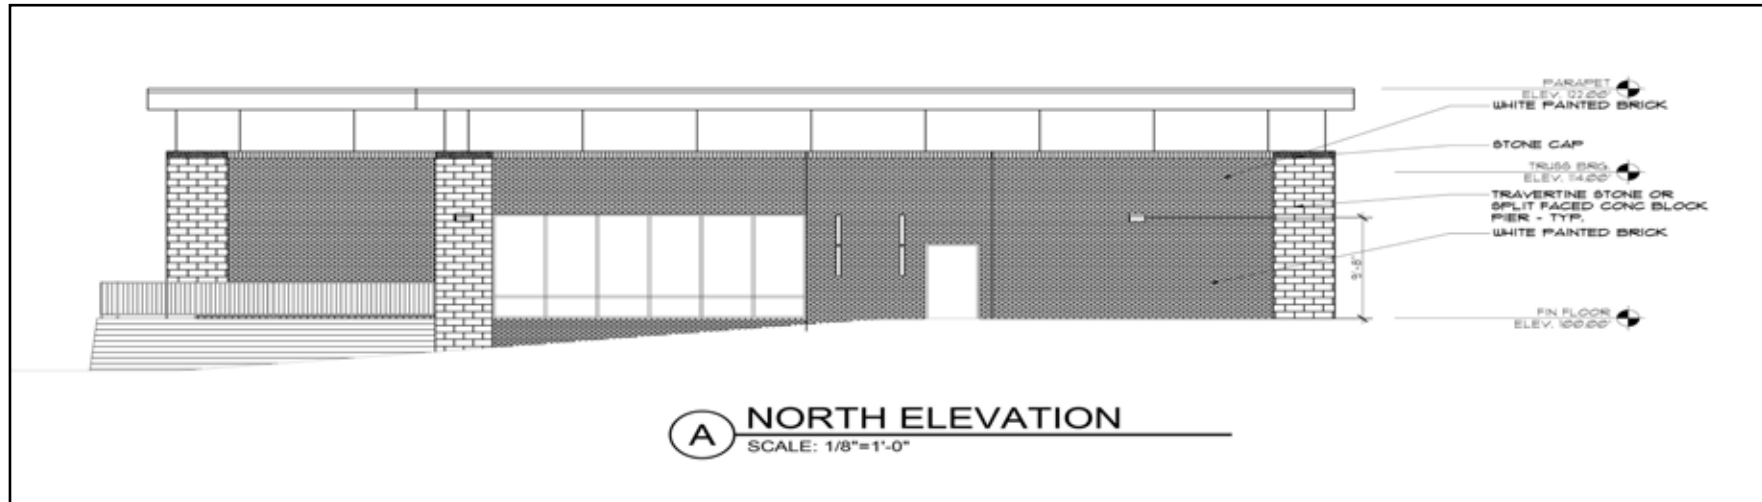 PARAPET
ELEV. 122.00'
WHITE PAINTED BRICK
STONE CAP
TRUSS BRG.
ELEV. 114.00'
TRAVERTINE STONE OR
SPLIT FACED CONC BLOCK
PIER - TYP.
WHITE PAINTED BRICK
9'-8"
FIN FLOOR
ELEV. 100.00'
A NORTH ELEVATION
SCALE: 1/8"=1'-0"